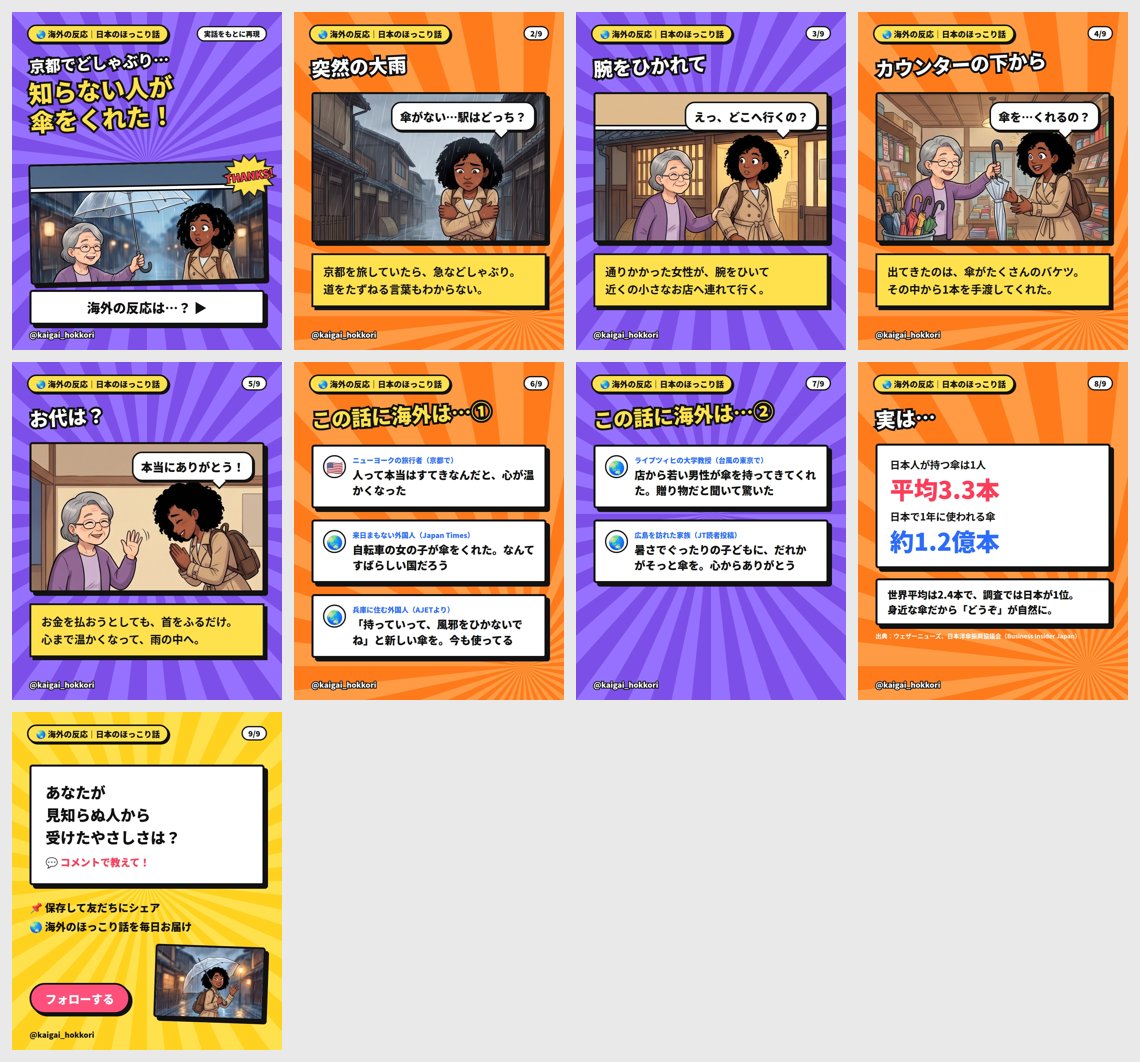 🌏 海外の反応｜日本のほっこり話
実話をもとに再現
京都でどしゃぶり…
知らない人が
傘をくれた！
THANKS!
海外の反応は…？ ▶
@kaigai_hokkori
🌏 海外の反応｜日本のほっこり話
2/9
突然の大雨
傘がない…駅はどっち？
京都を旅していたら、急などしゃぶり。
道をたずねる言葉もわからない。
@kaigai_hokkori
🌏 海外の反応｜日本のほっこり話
3/9
腕をひかれて
えっ、どこへ行くの？
?
通りかかった女性が、腕をひいて
近くの小さなお店へ連れて行く。
@kaigai_hokkori
🌏 海外の反応｜日本のほっこり話
4/9
カウンターの下から
傘を…くれるの？
出てきたのは、傘がたくさんのバケツ。
その中から1本を手渡してくれた。
@kaigai_hokkori
🌏 海外の反応｜日本のほっこり話
5/9
お代は？
本当にありがとう！
お金を払おうとしても、首をふるだけ。
心まで温かくなって、雨の中へ。
@kaigai_hokkori
🌏 海外の反応｜日本のほっこり話
6/9
この話に海外は…①
ニューヨークの旅行者（京都で）
人って本当はすてきなんだと、心が温
かくなった
来日まもない外国人（Japan Times）
自転車の女の子が傘をくれた。なんて
すばらしい国だろう
兵庫に住む外国人（AJETより）
「持っていって、風邪をひかないで
ね」と新しい傘を。今も使ってる
@kaigai_hokkori
🌏 海外の反応｜日本のほっこり話
7/9
この話に海外は…②
ライプツィヒの大学教授（台風の東京で）
店から若い男性が傘を持ってきてくれ
た。贈り物だと聞いて驚いた
広島を訪れた家族（JT読者投稿）
暑さでぐったりの子どもに、だれか
がそっと傘を。心からありがとう
@kaigai_hokkori
🌏 海外の反応｜日本のほっこり話
8/9
実は…
日本人が持つ傘は1人
平均3.3本
日本で1年に使われる傘
約1.2億本
世界平均は2.4本で、調査では日本が1位。
身近な傘だから「どうぞ」が自然に。
出典：ウェザーニューズ、日本洋傘振興協議会（Business Insider Japan）
@kaigai_hokkori
🌏 海外の反応｜日本のほっこり話
9/9
あなたが
見知らぬ人から
受けたやさしさは？
💬 コメントで教えて！
📌 保存して友だちにシェア
🌏 海外のほっこり話を毎日お届け
フォローする
@kaigai_hokkori